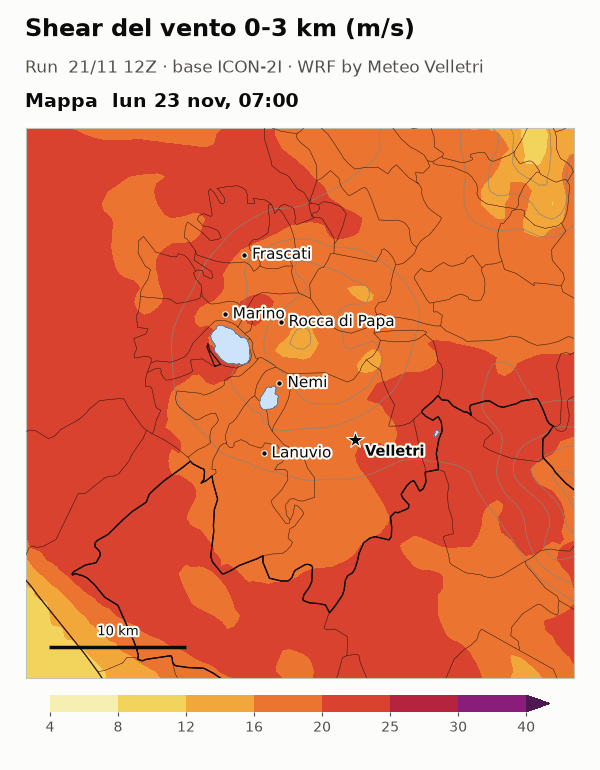 Shear del vento 0-3 km (m/s)
Run  21/11 12Z · base ICON-2I · WRF by Meteo Velletri
Mappa  lun 23 nov, 07:00
Frascati
Marino
Rocca di Papa
Nemi
Velletri
Lanuvio
10 km
4 8 12 16 20 25 30 40